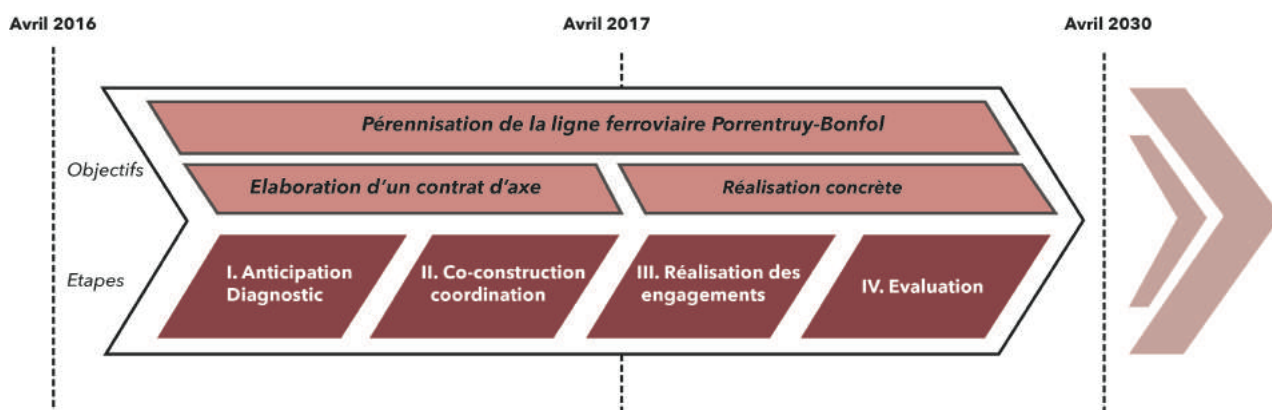 Avril 2016
Avril 2017
Avril 2030
Objectifs
Pérennisation de la ligne ferroviaire Porrentruy-Bonfol
Elaboration d’un contrat d’axe
Réalisation concrète
Etapes
I. Anticipation
Diagnostic
II. Co-construction
coordination
III. Réalisation des
engagements
IV. Evaluation